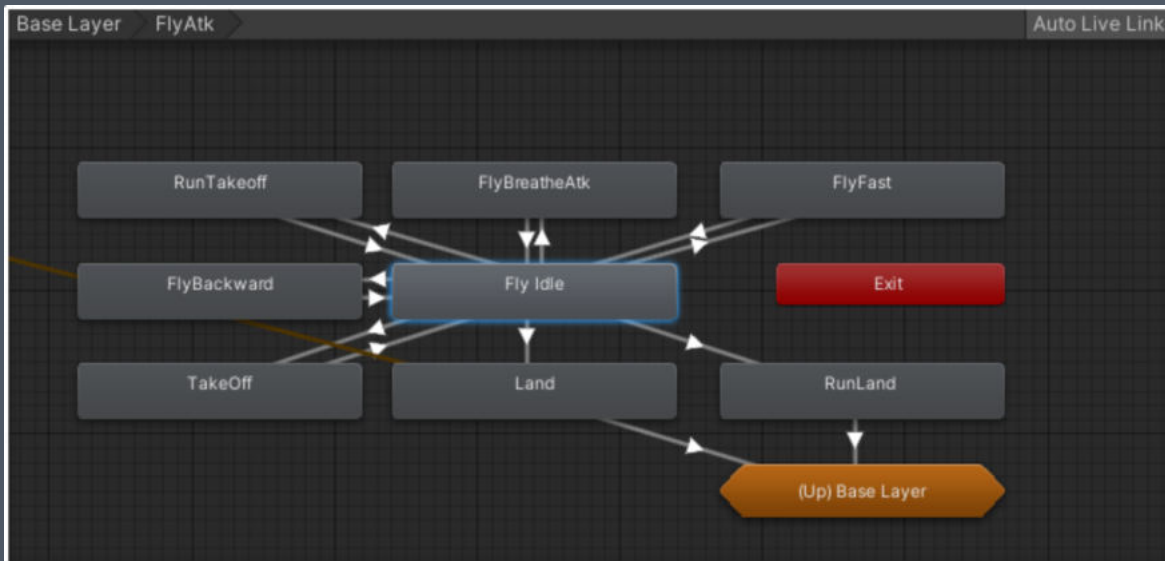 Base Layer FlyAtk Auto Live Link
RunTakeoff FlyBreatheAtk FlyFast
FlyBackward Fly Idle Exit
TakeOff Land RunLand
(Up) Base Layer